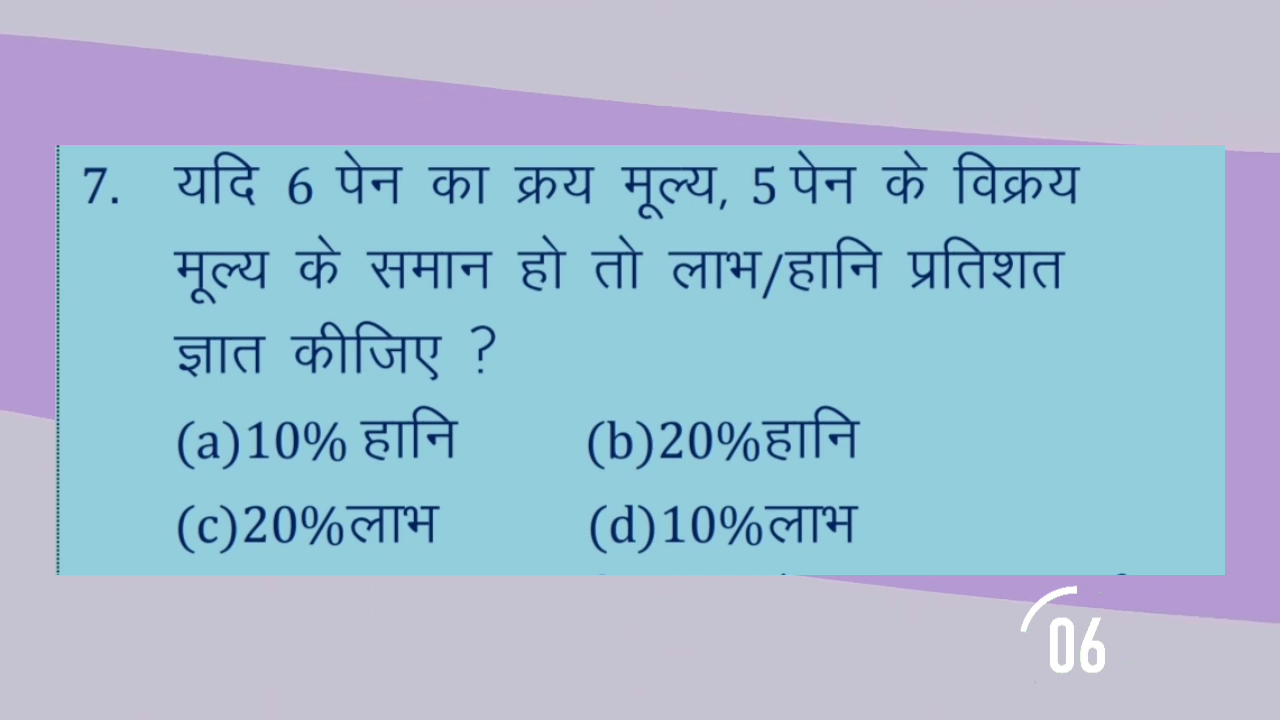 7. यदि 6 पेन का क्रय मूल्य, 5 पेन के विक्रय
मूल्य के समान हो तो लाभ/हानि प्रतिशत
ज्ञात कीजिए ?
(a)10% हानि (b)20%हानि
(c)20%लाभ (d)10%लाभ
06